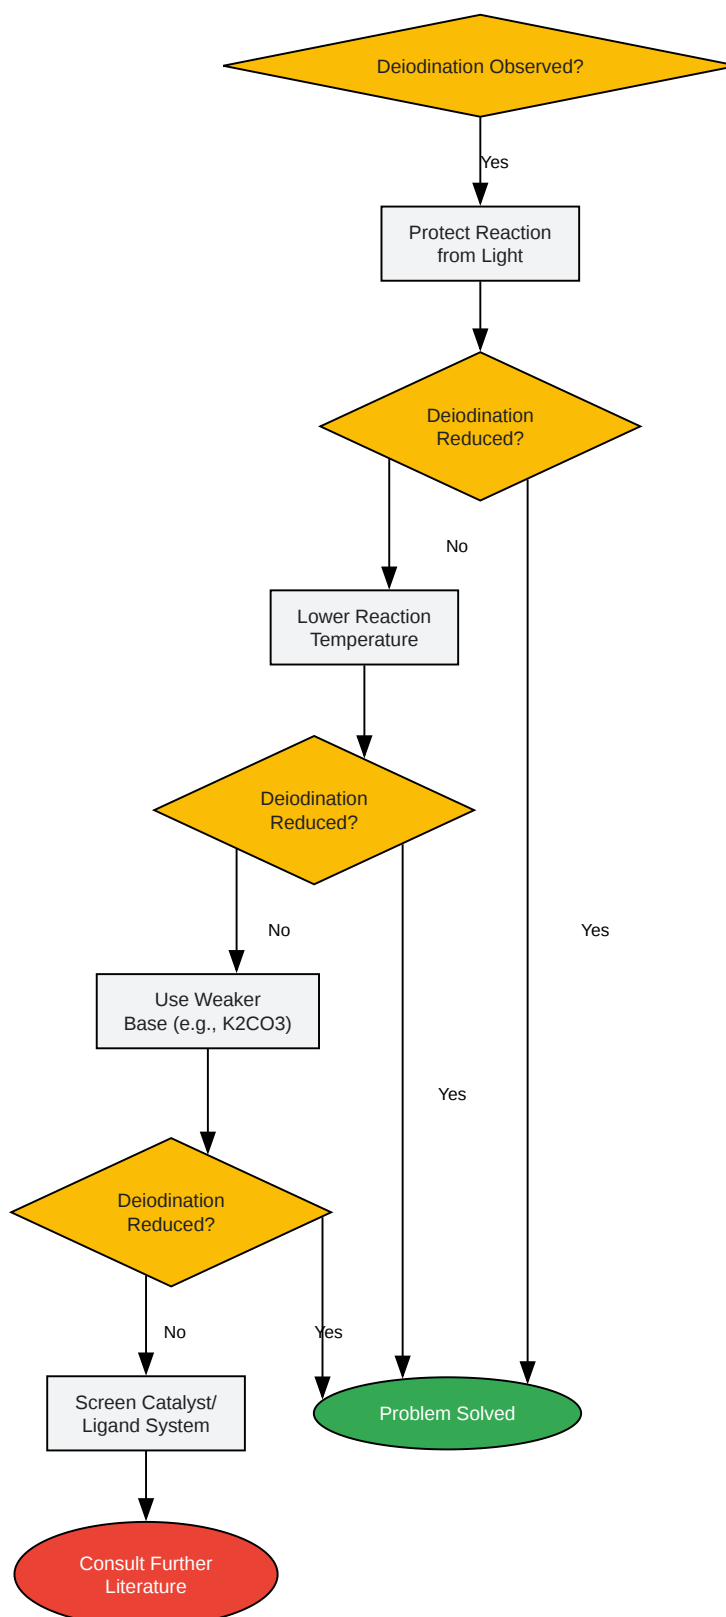 Deiodination Observed?
Yes
Protect Reaction
from Light
Deiodination
Reduced?
No
Lower Reaction
Temperature
Deiodination
Reduced?
No
Yes
Use Weaker
Base (e.g., K2CO3)
Yes
Deiodination
Reduced?
No
Yes
Screen Catalyst/
Ligand System
Problem Solved
Consult Further
Literature